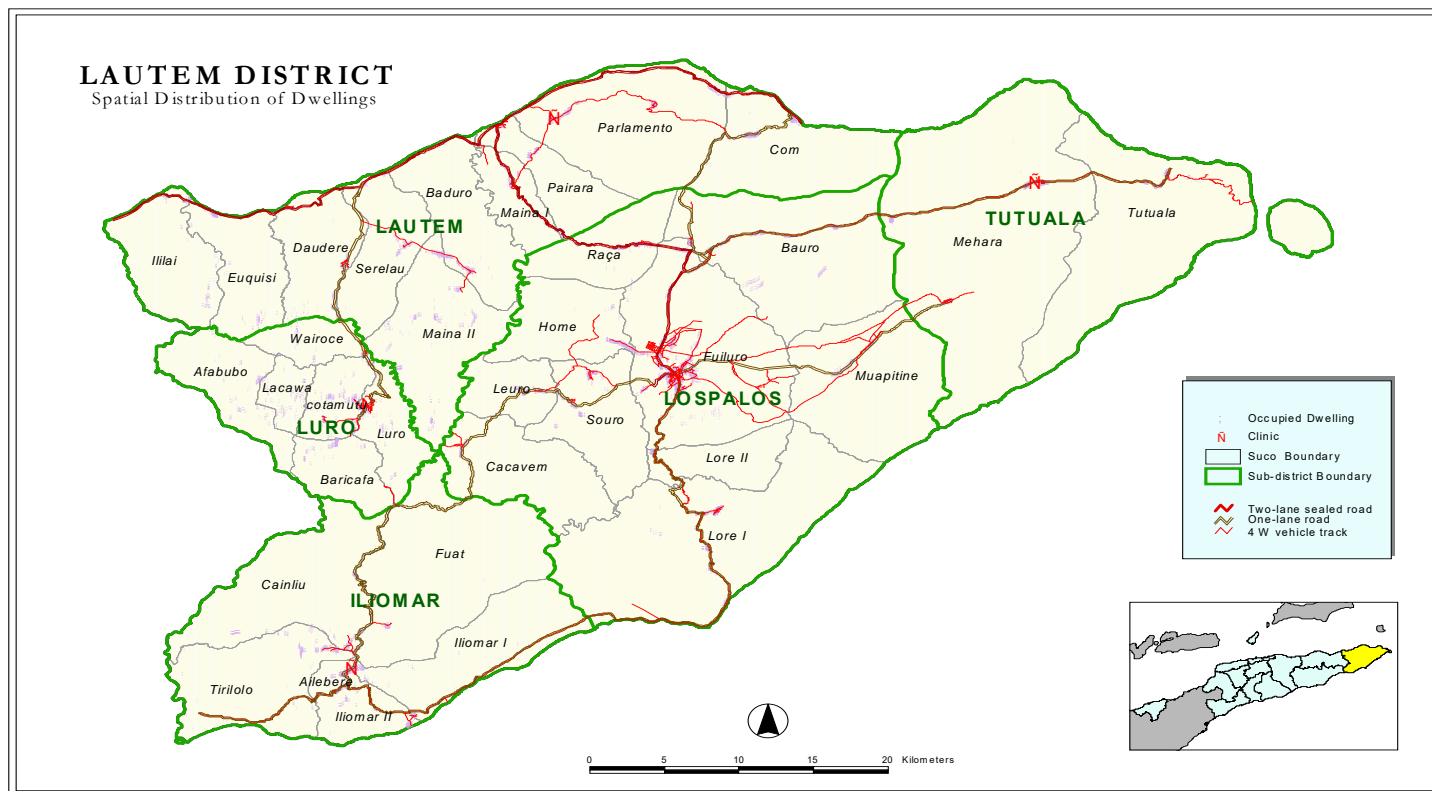 LAUTEM DISTRICT
Spatial Distribution of Dwellings
Parlamento
Com
Pairara
Baduro
Maina I
LAUTEM
Daudere
Ililai
Euquisi
Serelau
Raça
Bauro
TUTUALA
Tutuala
Mehara
Home
Maina II
Wairoce
Afabubo
Lacawa
cotamutu
LURO
Luro
Baricafa
Leuro
Souro
Fuiluro
LOSPALOS
Muapitine
Cacavem
Lore II
Lore I
Fuat
Cainliu
ILIOMAR
Iliomar I
Tirilolo
Ailebere
Iliomar II
Ñ
Ñ
Ñ
Occupied Dwelling
Ñ Clinic
Suco Boundary
Sub-district Boundary
Two-lane sealed road
One-lane road
4 W vehicle track
0 5 10 15 20 Kilometers